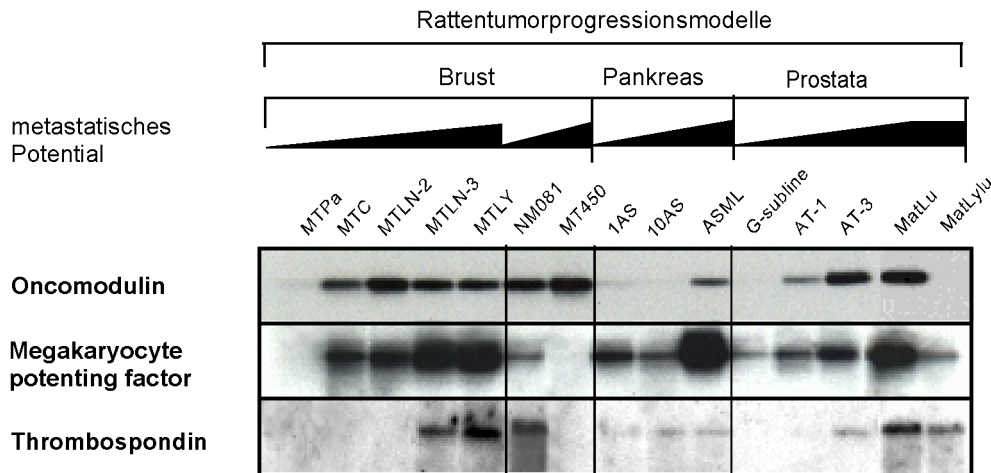 Rattentumorprogressionsmodelle
Brust Pankreas Prostata
metastatisches
Potential
MTPa MTC MTLN-2 MTLN-3 MTLY NM081 MT450 1AS 10AS ASML G-subline AT-1 AT-3 MatLu MatLylu
Oncomodulin
Megakaryocyte
potenting factor
Thrombospondin